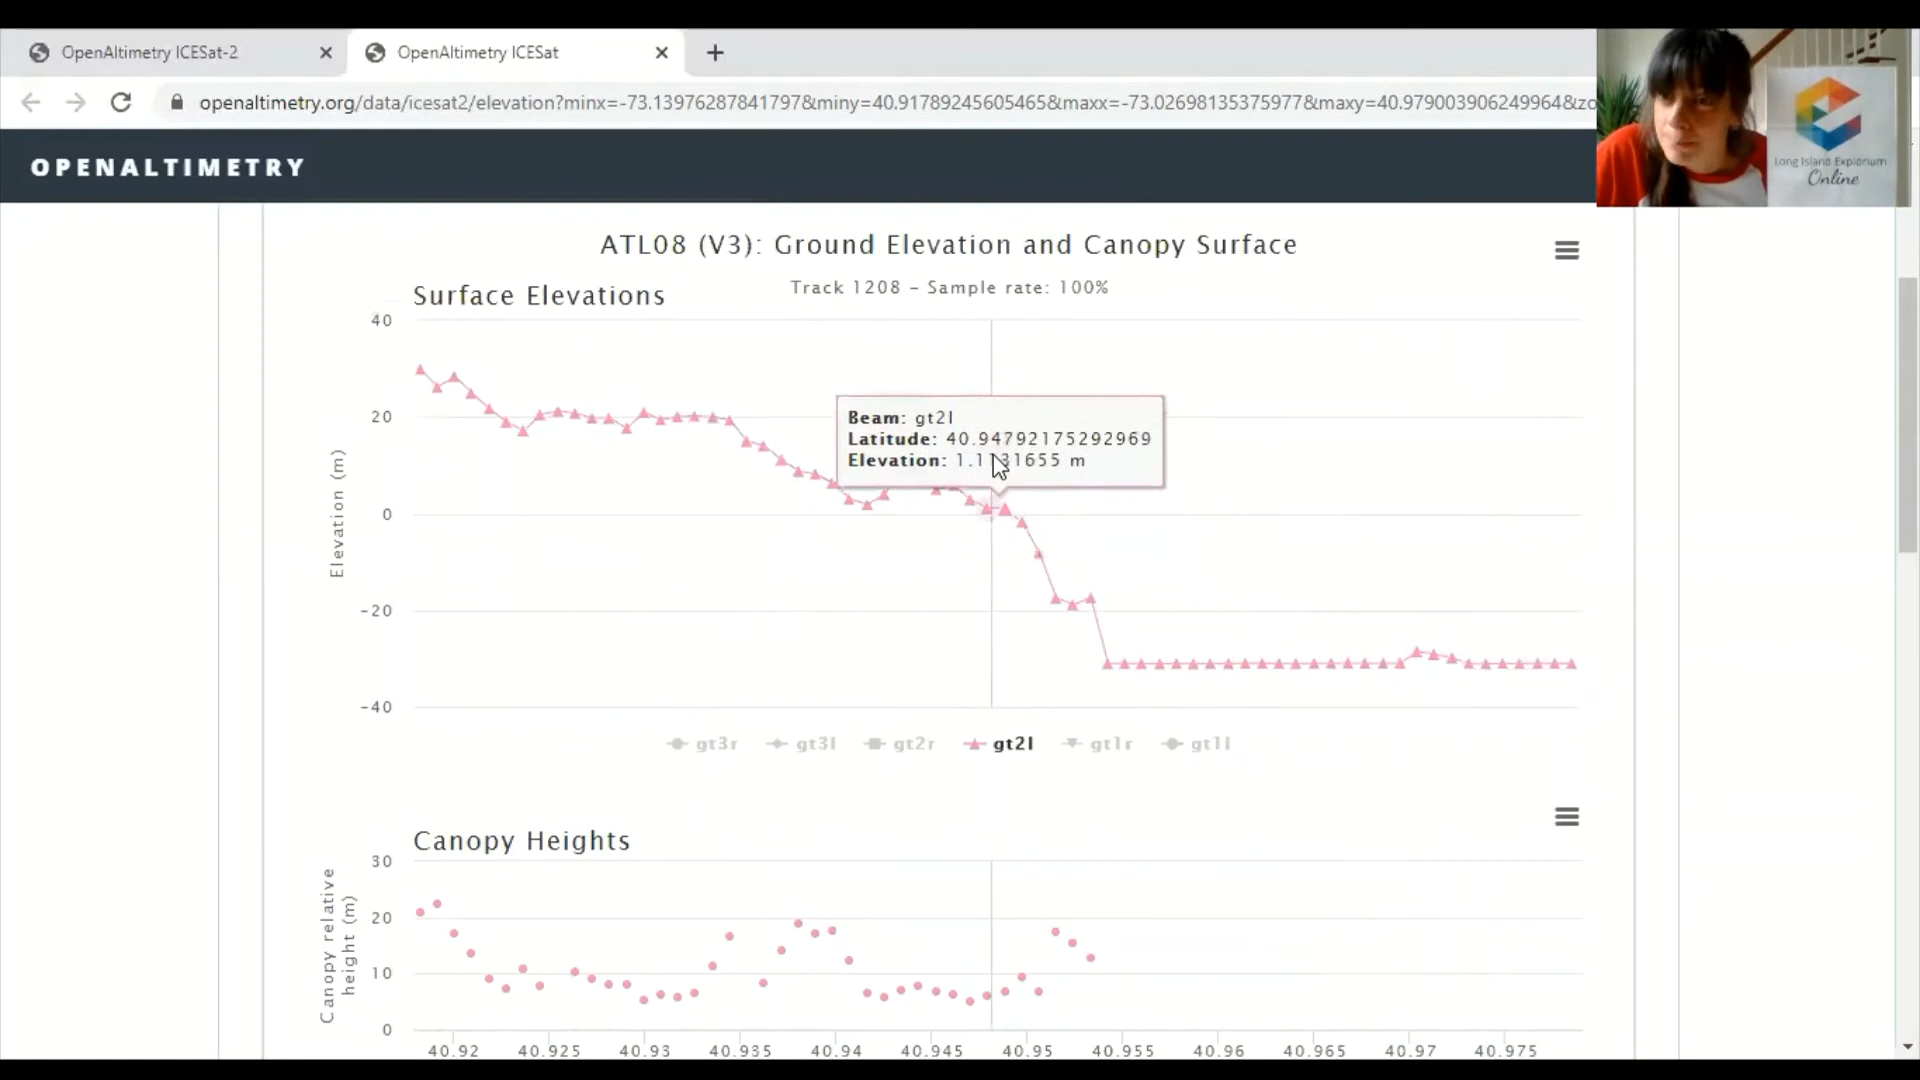 OpenAltimetry ICESat-2
OpenAltimetry ICESat
openaltimetry.org/data/icesat2/elevation?minx=-73.13976287841797&miny=40.91789245605465&maxx=-73.02698135375977&maxy=40.979003906249964&zo
Long Island Explorium
Online
OPENALTIMETRY
ATL08 (V3): Ground Elevation and Canopy Surface
Track 1208 – Sample rate: 100%
Surface Elevations
40
20
0
-20
-40
Elevation (m)
Beam: gt2l
Latitude: 40.94792175292969
Elevation: m
gt3r gt3l gt2r gt2l gt1r gt1l
Canopy Heights
30
20
10
0
Canopy relative
height (m)
40.92 40.925 40.93 40.935 40.94 40.945 40.95 40.955 40.96 40.965 40.97 40.975